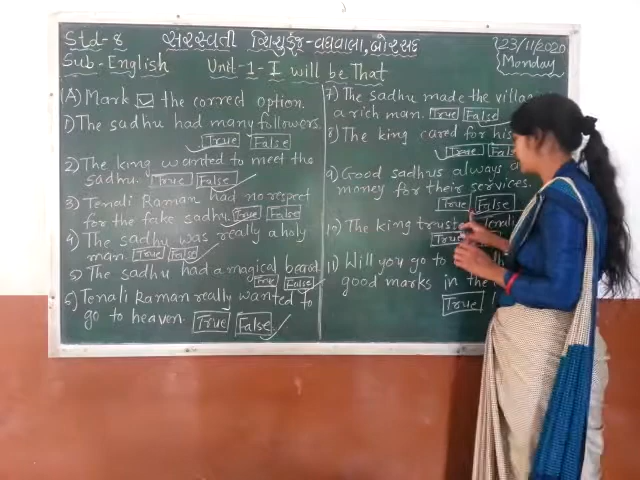 Std-8
સરસ્વતી શિશુકુંજ-વઘવાલા, બોરસદ
23/11/2020
Sub-English
Unit-1-I will be That
Monday
(A) Mark ☑ the correct option.
1) The sadhu had many followers.
True False
2) The king wanted to meet the
sadhu. True False
3) Tenali Raman had no respect
for the fake sadhu. True False
4) The sadhu was really a holy
man. True False
5) The sadhu had a magical beard.
True False
6) Tenali Raman really wanted to
go to heaven. True False
7) The sadhu made the
a rich man. True False
8) The king cared for his
True False
9) Good sadhus always
money for their services.
True False
10) The king
True
11) Will you go to
good marks in the
True